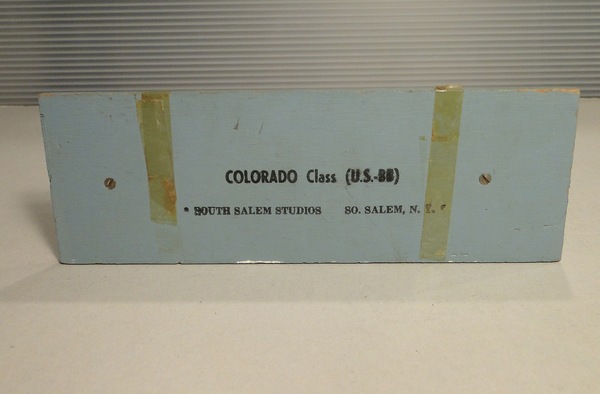 COLORADO Class (U.S.-BB)
* SOUTH SALEM STUDIOS SO. SALEM, N. Y. *